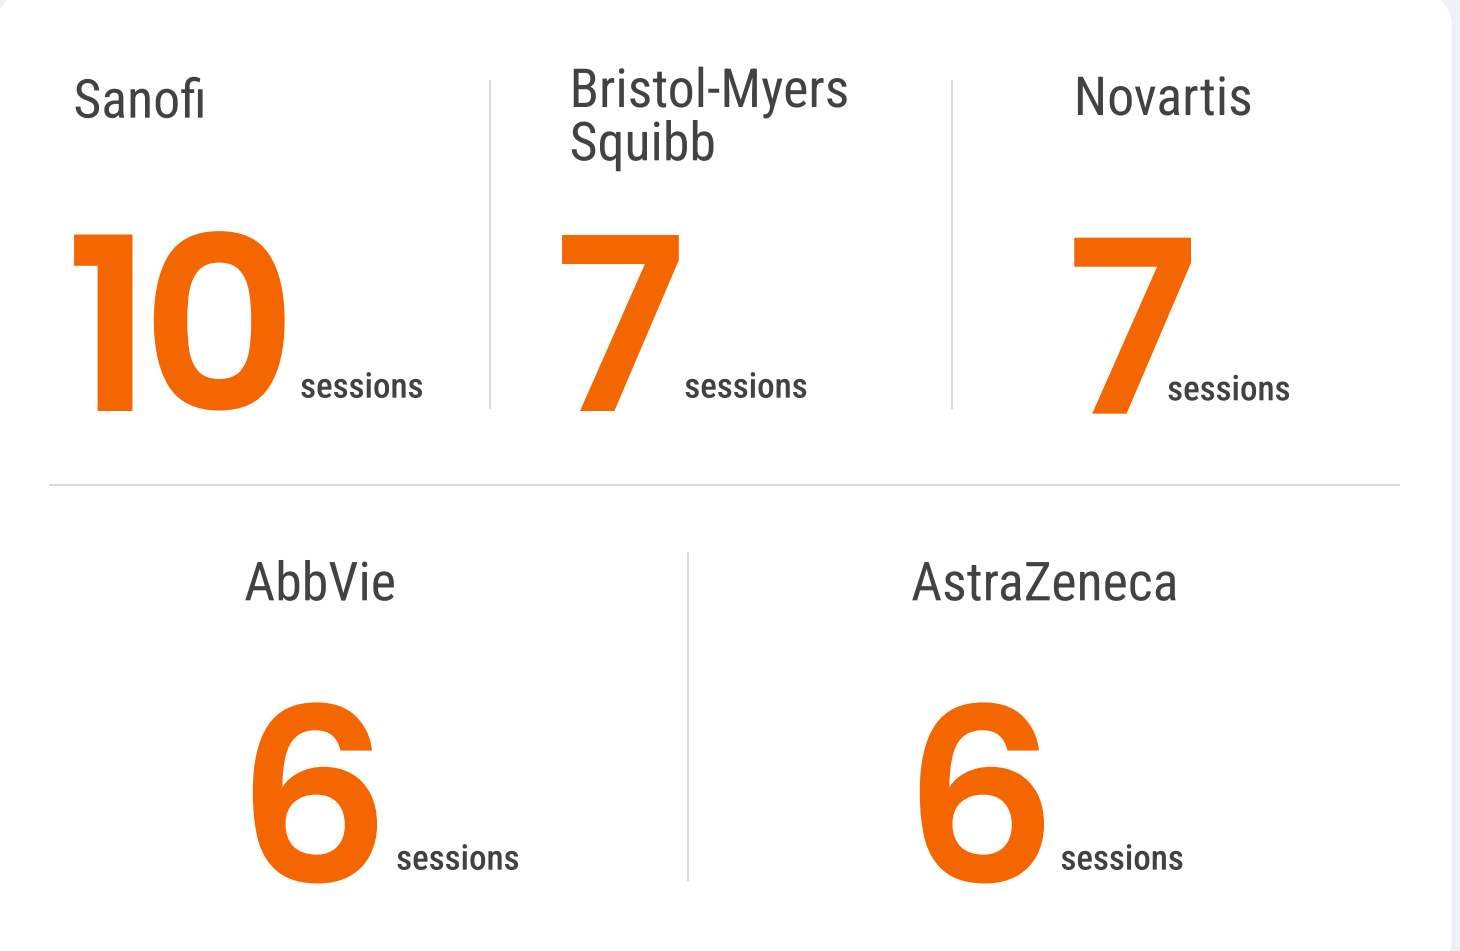 Sanofi
10 sessions
Bristol-Myers
Squibb
7 sessions
Novartis
7 sessions
AbbVie
6 sessions
AstraZeneca
6 sessions